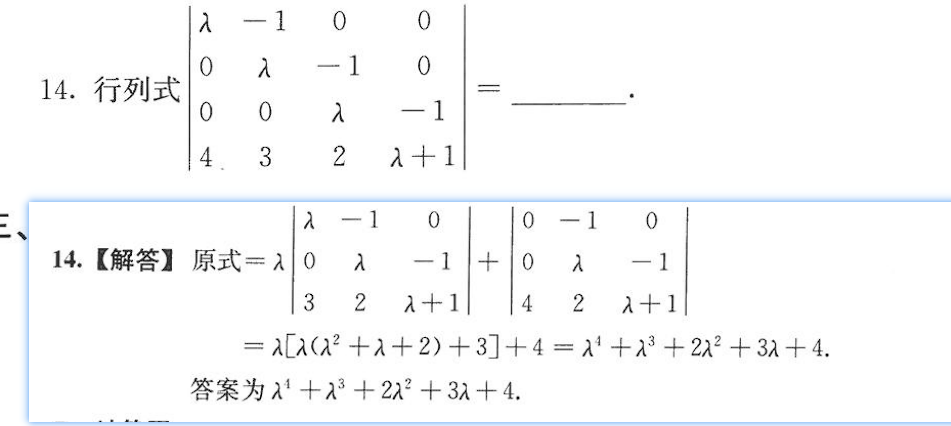 14. 行列式 | λ −1 0 0 | = ______ .
| 0 λ −1 0 |
| 0 0 λ −1 |
| 4 3 2 λ+1 |
三、
14.【解答】 原式=λ | λ −1 0 | + | 0 −1 0 |
| 0 λ −1 | | 0 λ −1 |
| 3 2 λ+1 | | 4 2 λ+1 |
=λ[λ(λ²+λ+2)+3]+4=λ⁴+λ³+2λ²+3λ+4.
答案为 λ⁴+λ³+2λ²+3λ+4.